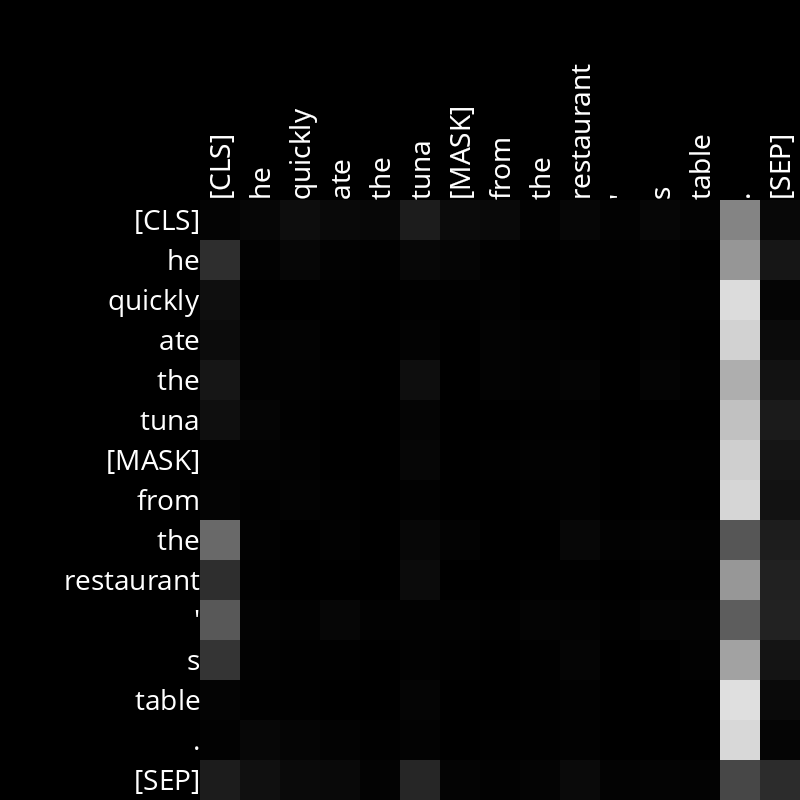 [CLS] he quickly ate the tuna [MASK] from the restaurant ' s table . [SEP]
[CLS]
he
quickly
ate
the
tuna
[MASK]
from
the
restaurant
'
s
table
.
[SEP]